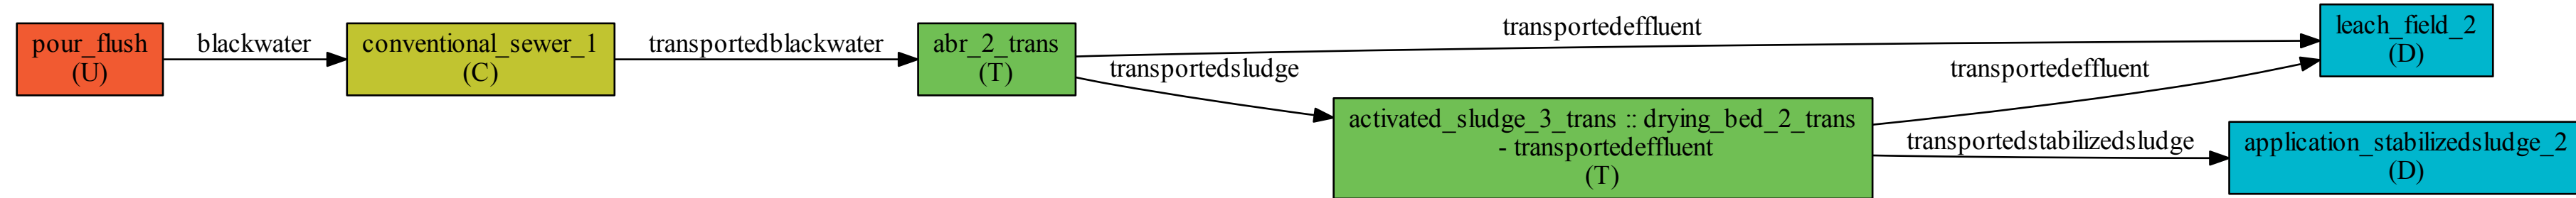 pour_flush
(U)
blackwater
conventional_sewer_1
(C)
transportedblackwater
abr_2_trans
(T)
transportedeffluent
transportedsludge
activated_sludge_3_trans :: drying_bed_2_trans
- transportedeffluent
(T)
transportedeffluent
transportedstabilizedsludge
leach_field_2
(D)
application_stabilizedsludge_2
(D)